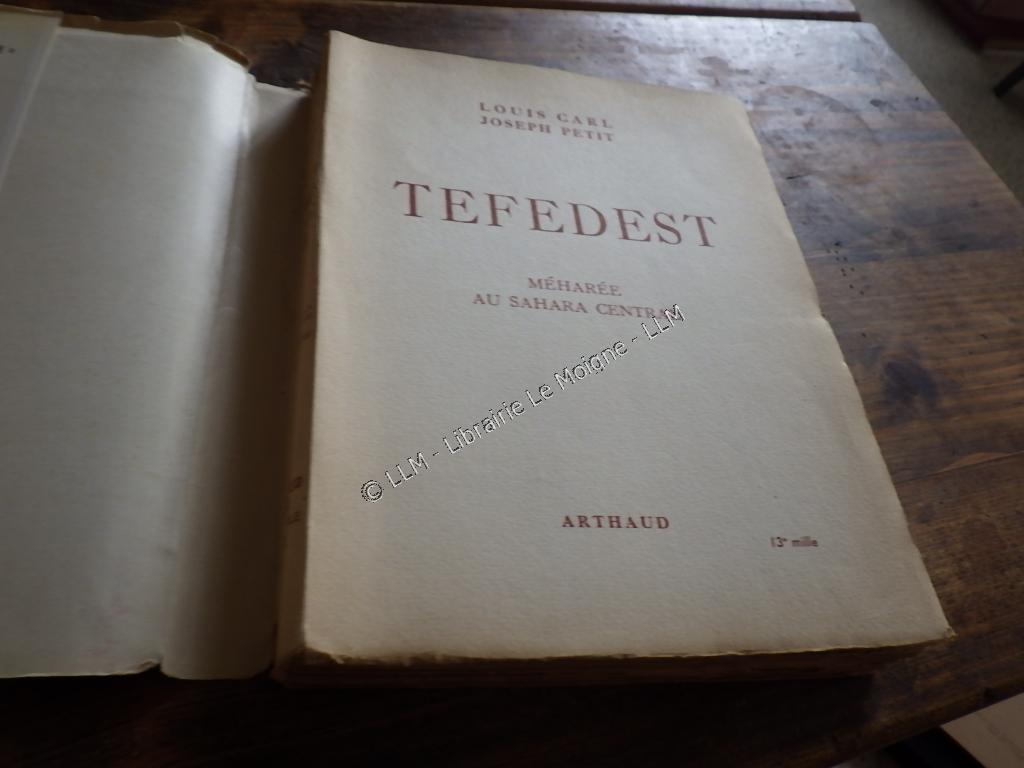 LOUIS CARL
JOSEPH PETIT
TEFEDEST
MÉHARÉE
AU SAHARA CENTRAL
© LLM - Librairie Le Moigne - LLM
ARTHAUD
13e mille